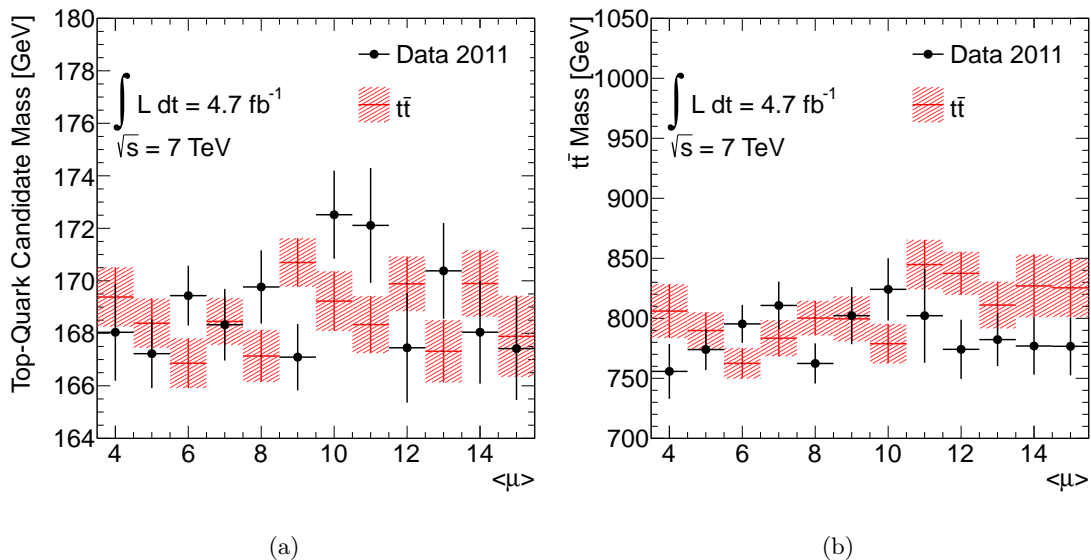 Top-Quark Candidate Mass [GeV]
180
178
176
174
172
170
168
166
164
Data 2011
∫ L dt = 4.7 fb⁻¹
tt̄
√s = 7 TeV
4 6 8 10 12 14
<μ>
(a)
tt̄ Mass [GeV]
1050
1000
950
900
850
800
750
700
Data 2011
∫ L dt = 4.7 fb⁻¹
tt̄
√s = 7 TeV
4 6 8 10 12 14
<μ>
(b)